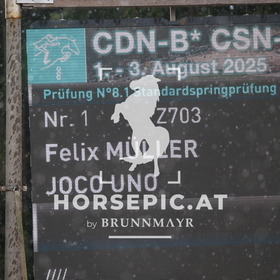 CDN-B* CSN-
1. - 3. August 2025
Prüfung N°8.1 Standardspringprüfung
Nr. 1 Z703
Felix MÜLLER
JOCO UNO
HORSEPIC.AT
by BRUNNMAYR